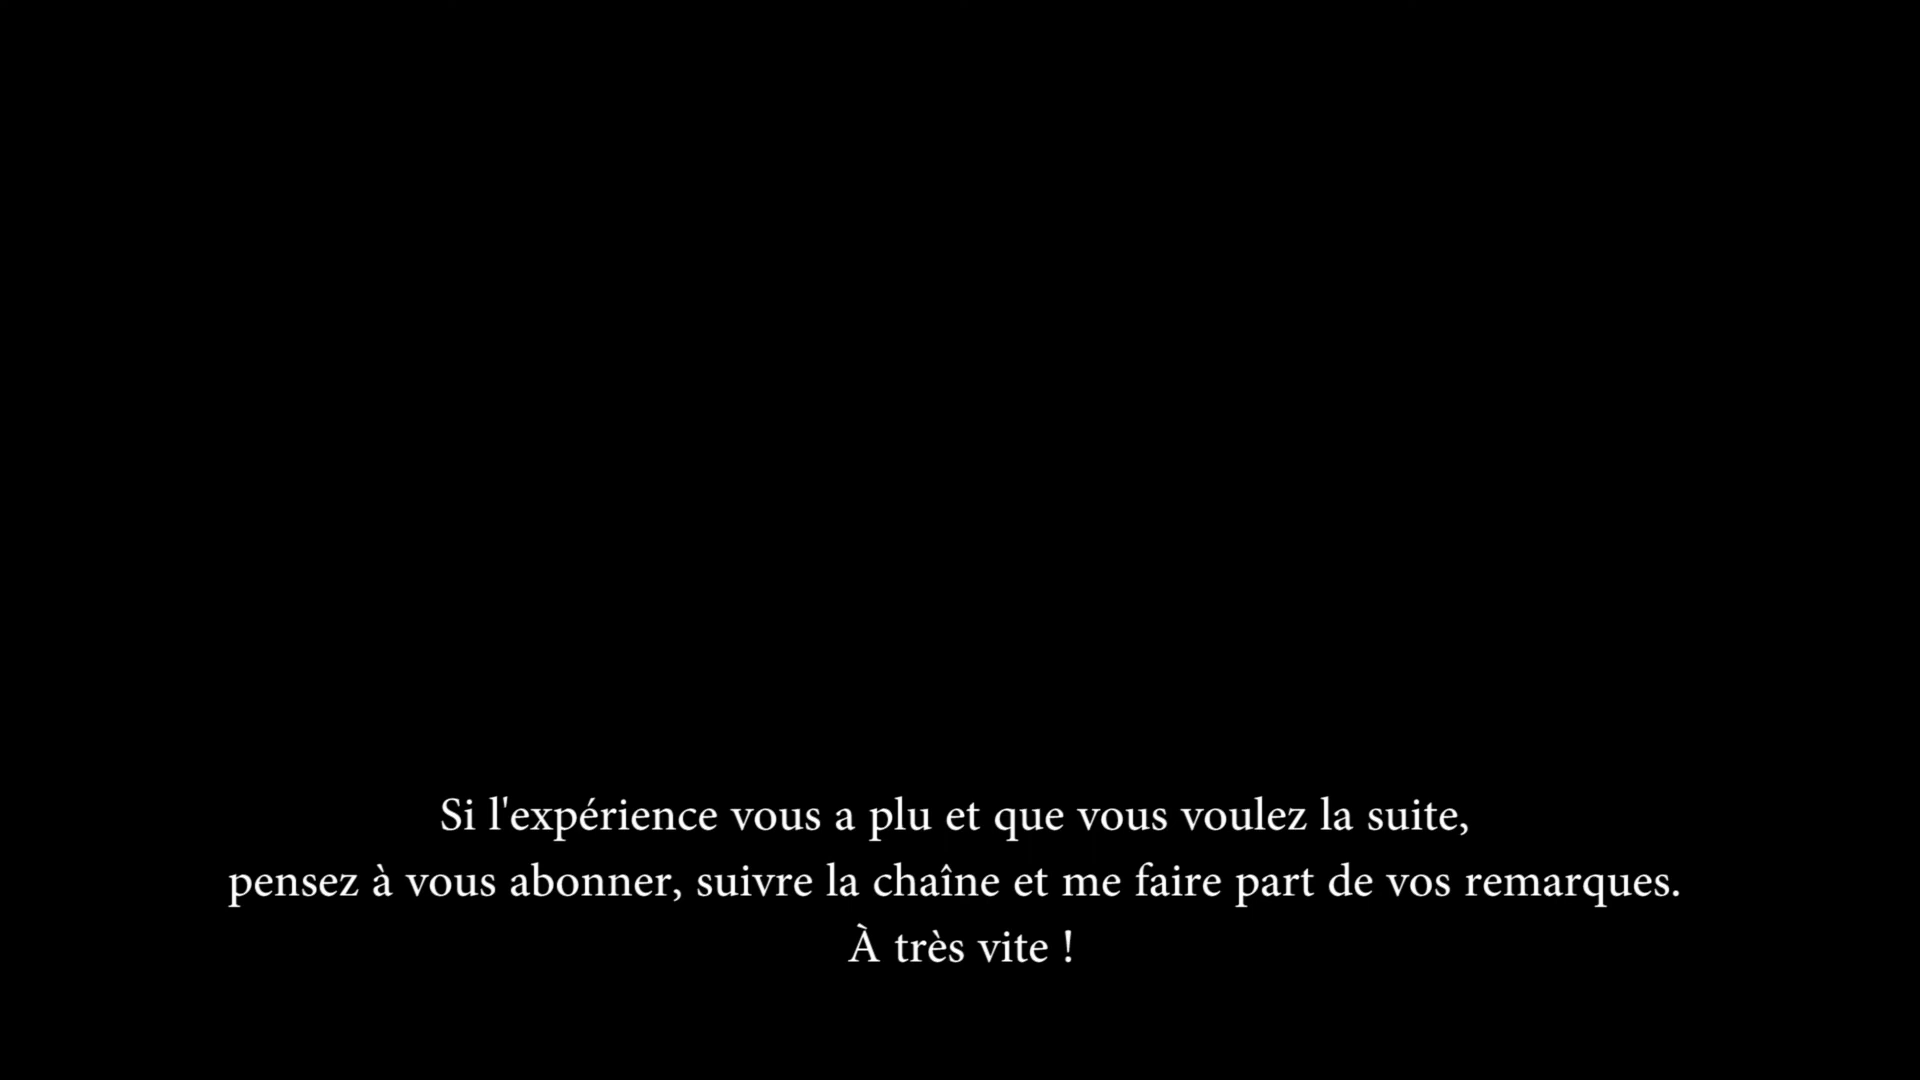 Si l'expérience vous a plu et que vous voulez la suite,
pensez à vous abonner, suivre la chaîne et me faire part de vos remarques.
À très vite !